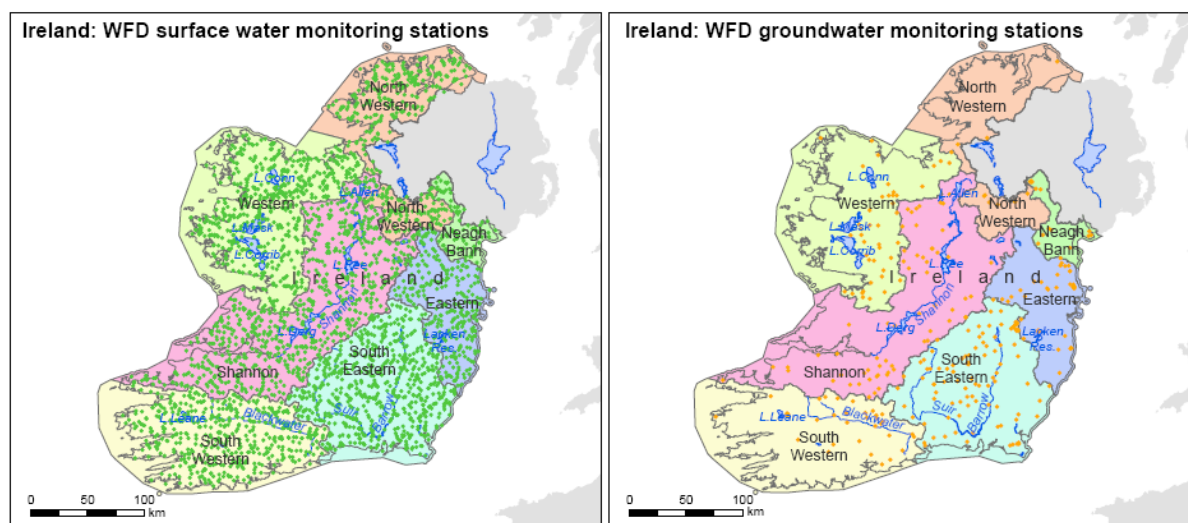 Ireland: WFD surface water monitoring stations
North
Western
L.Conn
L.Allen
Western
North
Western
L.Mask
Neagh
Bann
L.Corrib
L.Ree
Ireland
Eastern
Shannon
L.Derg
South
Eastern
Shannon
Suir
Barrow
L.Leane
Blackwater
South
Western
0 50 100
km
Ireland: WFD groundwater monitoring stations
North
Western
L.Conn
L.Allen
Western
North
Western
L.Mask
Neagh
Bann
L.Corrib
L.Ree
Ireland
Eastern
Shannon
L.Derg
Res.
South
Eastern
Shannon
Suir
Barrow
L.Leane
Blackwater
South
Western
0 50 100
km